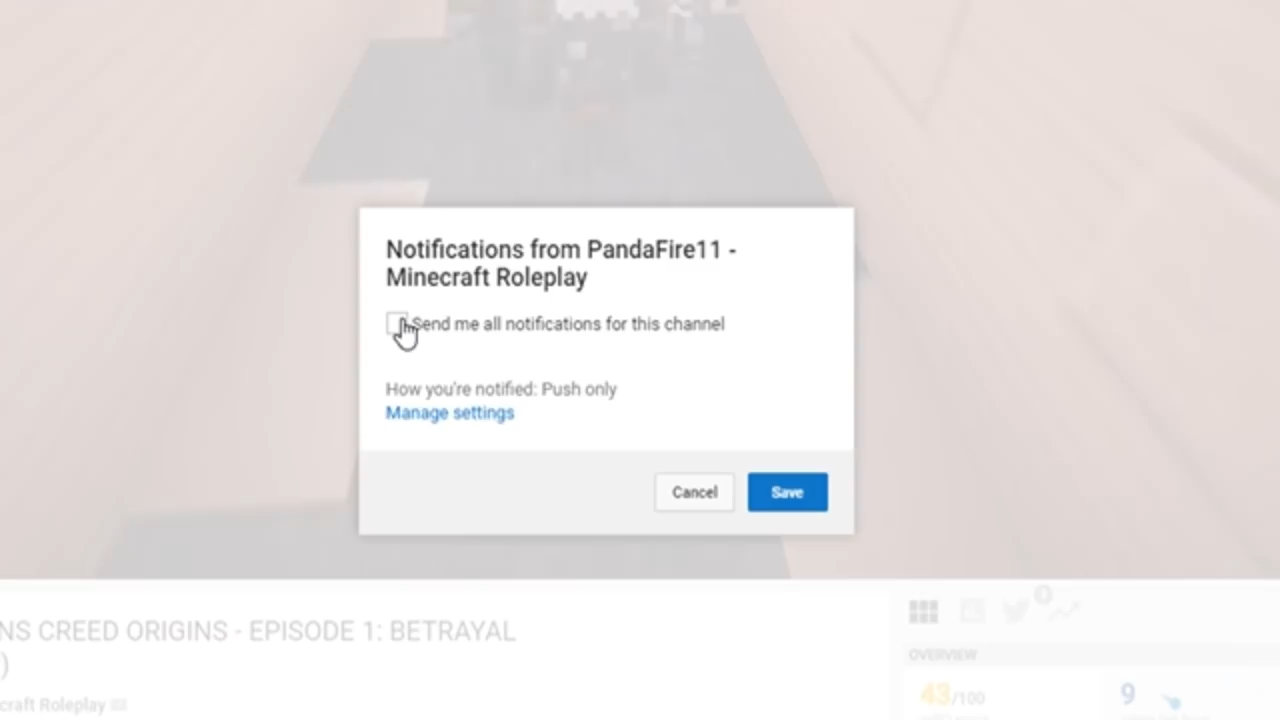 Notifications from PandaFire11 -
Minecraft Roleplay
Send me all notifications for this channel
How you're notified: Push only
Manage settings
Cancel
Save
NS CREED ORIGINS - EPISODE 1: BETRAYAL
)
craft Roleplay
OVERVIEW
43/100
9